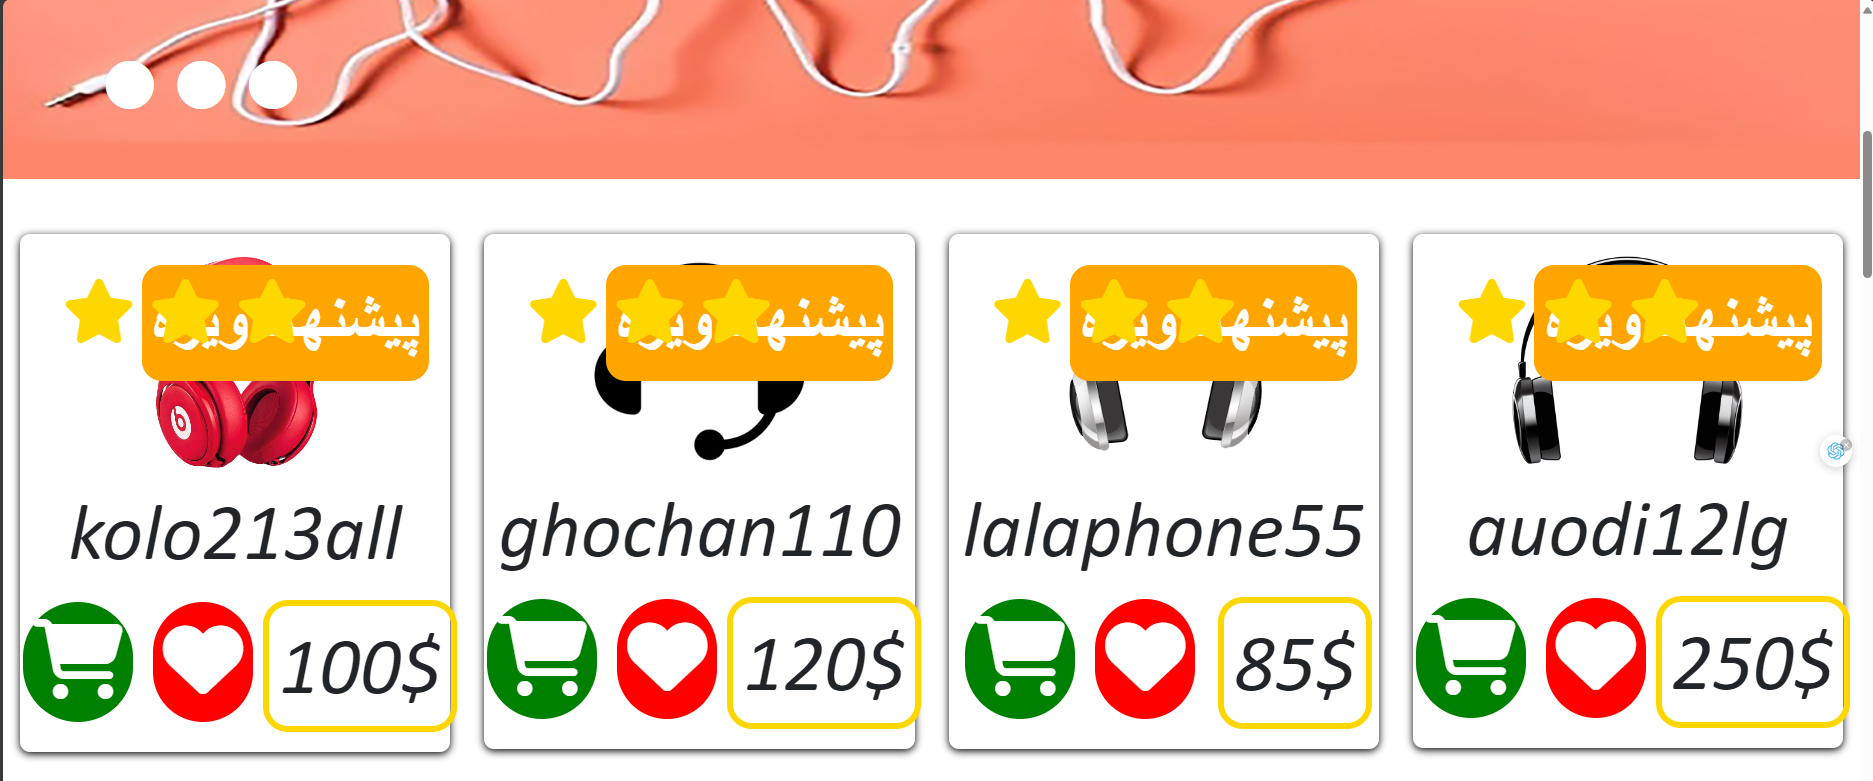 پیشنهاد ویژه
پیشنهاد ویژه
پیشنهاد ویژه
پیشنهاد ویژه
kolo213all
ghochan110
lalaphone55
auodi12lg
100$
120$
85$
250$